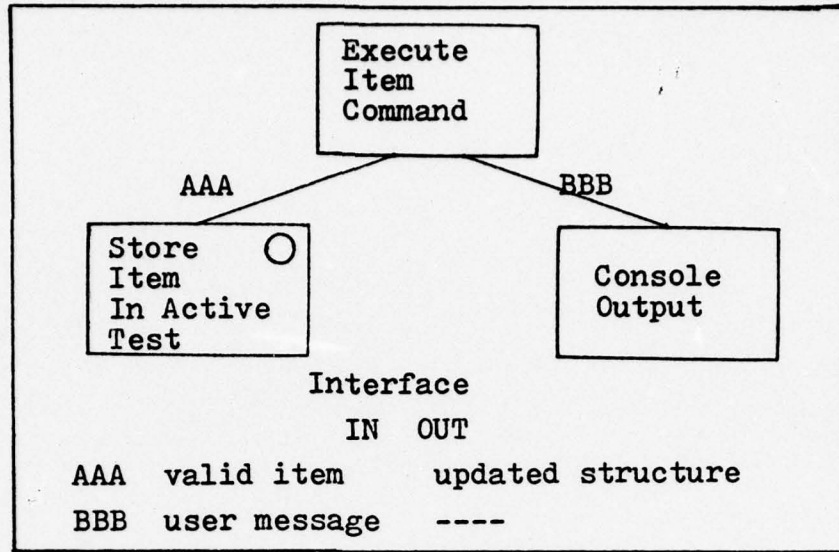 Execute
Item
Command
AAA BBB
Store
Item
In Active
Test
Console
Output
Interface
IN OUT
AAA valid item updated structure
BBB user message ----